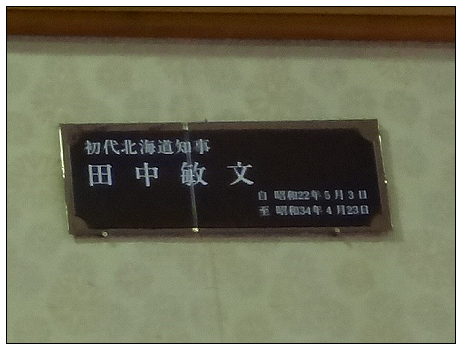 初代北海道知事
田中敏文
自 昭和22年5月3日
至 昭和34年4月23日